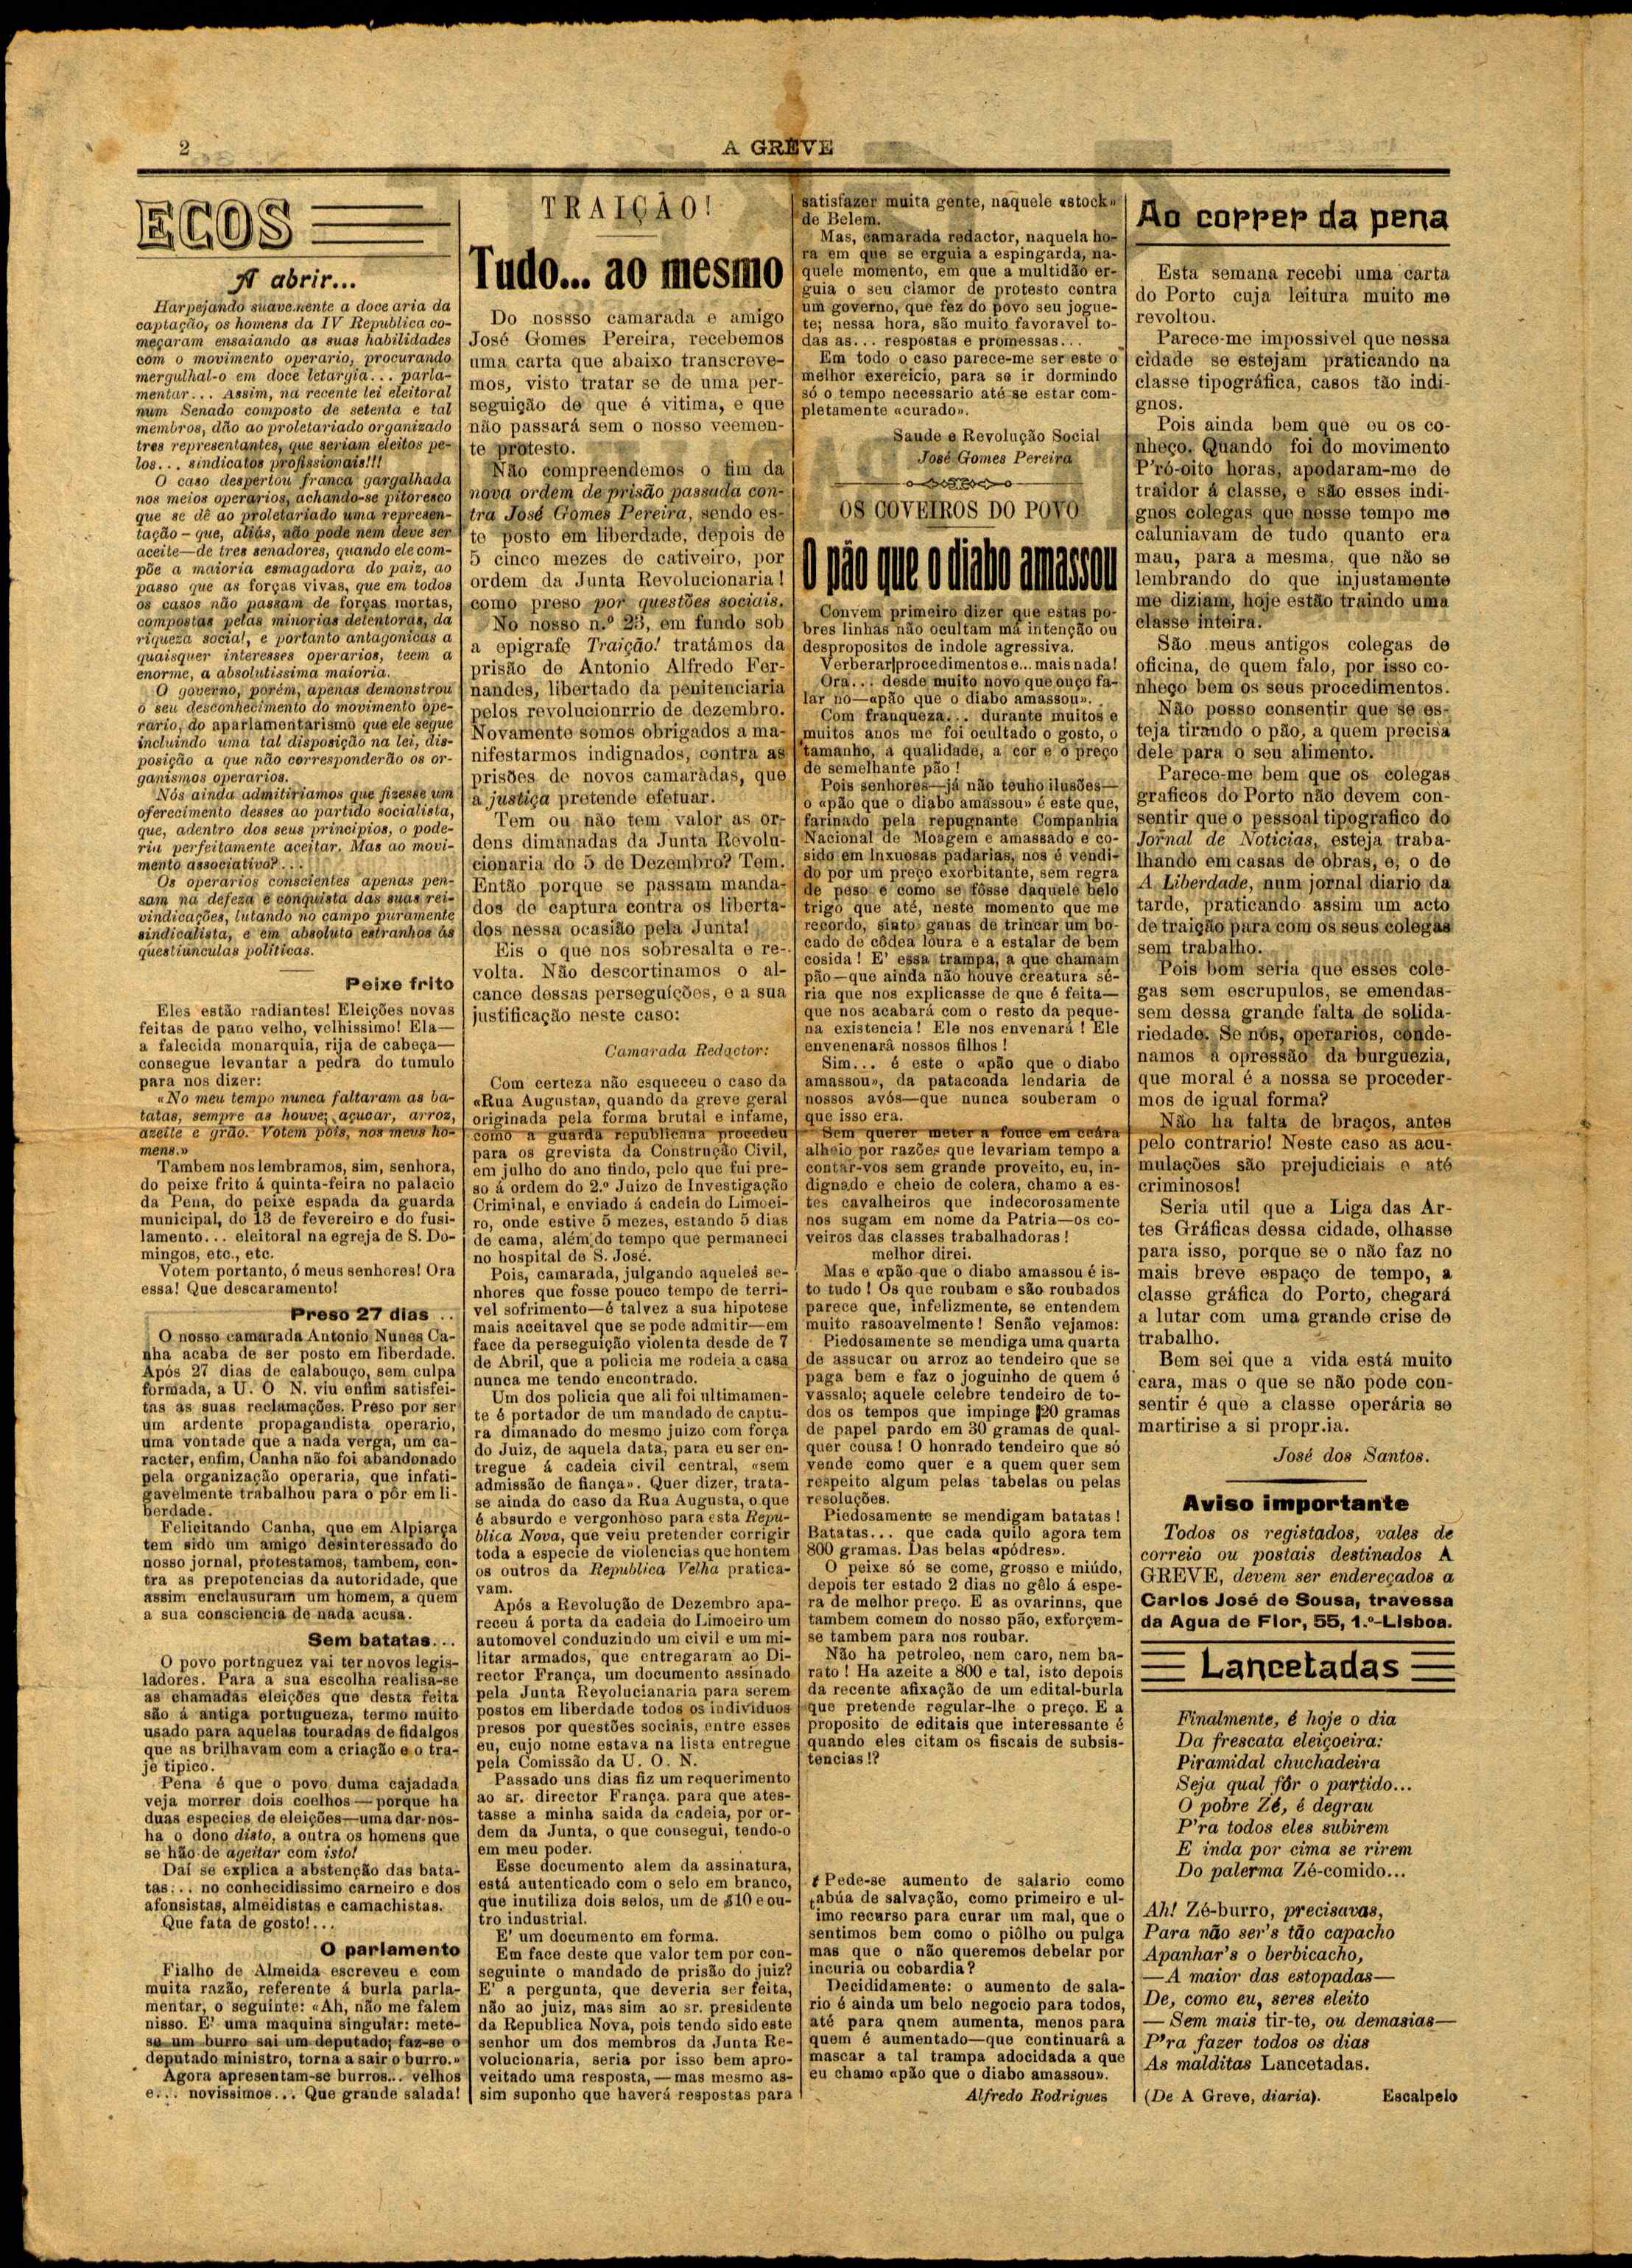 2
A GREVE
ECOS
A abrir...
Harpejando suavemente a doce aria da
captação, os homens da IV Republica co-
meçaram ensaiando as suas habilidades
com o movimento operario, procurando
mergulhal-o em doce letargia... parla-
mentar... Assim, na recente lei eleitoral
num Senado composto de setenta e tal
membros, dão ao proletariado organizado
tres representantes, que seriam eleitos pe-
los... sindicatos profissionais!!!
O caso despertou franca gargalhada
nos meios operarios, achando-se pitoresco
que se dê ao proletariado uma represen-
tação – que, aliás, não pode nem deve ser
aceite—de tres senadores, quando ele com-
põe a maioria esmagadora do paiz, ao
passo que as forças vivas, que em todos
os casos não passam de forças mortas,
compostas pelas minorias detentoras, da
riqueza social, e portanto antagonicas a
quaisquer interesses operarios, teem a
enorme, a absolutissima maioria.
O governo, porém, apenas demonstrou
o seu desconhecimento do movimento ope-
rario, do aparlamentarismo que ele segue
incluindo uma tal disposição na lei, dis-
posição a que não corresponderão os or-
ganismos operarios.
Nós ainda admitiriamos que fizesse um
oferecimento desses ao partido socialista,
que, adentro dos seus principios, o pode-
ria perfeitamente aceitar. Mas ao movi-
mento associativo?...
Os operarios conscientes apenas pen-
sam na defeza e conquista das suas rei-
vindicações, lutando no campo puramente
sindicalista, e em absoluto estranhos ás
questiunculas politicas.
Peixe frito
Eles estão radiantes! Eleições novas
feitas de pano velho, velhissimo! Ela—
a falecida monarquia, rija de cabeça—
consegue levantar a pedra do tumulo
para nos dizer:
«No meu tempo nunca faltaram as ba-
tatas, sempre as houve; açucar, arroz,
azeite e grão. Votem pois, nos meus ho-
mens.»
Tambem nos lembramos, sim, senhora,
do peixe frito á quinta-feira no palacio
da Pena, do peixe espada da guarda
municipal, do 13 de fevereiro e do fusi-
lamento... eleitoral na egreja de S. Do-
mingos, etc., etc.
Votem portanto, ó meus senhores! Ora
essa! Que descaramento!
Preso 27 dias ..
O nosso camarada Antonio Nunes Ca-
nha acaba de ser posto em liberdade.
Após 27 dias de calabouço, sem culpa
formada, a U. O N. viu enfim satisfei-
tas as suas reclamações. Preso por ser
um ardente propagandista operario,
uma vontade que a nada verga, um ca-
racter, enfim, Canha não foi abandonado
pela organização operaria, que infati-
gavelmente trabalhou para o pôr em li-
berdade.
Felicitando Canha, que em Alpiarça
tem sido um amigo desinteressado do
nosso jornal, protestamos, tambem, con-
tra as prepotencias da autoridade, que
assim enclausuram um homem, a quem
a sua consciencia de nada acusa.
Sem batatas...
O povo portnguez vai ter novos legis-
ladores. Para a sua escolha realisa-se
as chamadas eleições que desta feita
são á antiga portugueza, termo muito
usado para aquelas touradas de fidalgos
que as brilhavam com a criação e o tra-
je tipico.
Pena é que o povo duma cajadada
veja morrer dois coelhos — porque ha
duas especies de eleições—uma dar-nos-
ha o dono disto, a outra os homens que
se hão de ageitar com isto!
Daí se explica a abstenção das bata-
tas... no conhecidissimo carneiro e dos
afonsistas, almeidistas e camachistas.
Que fata de gosto!...
O parlamento
Fialho de Almeida escreveu e com
muita razão, referente á burla parla-
mentar, o seguinte: «Ah, não me falem
nisso. E' uma maquina singular: mete-
se um burro sai um deputado; faz-se o
deputado ministro, torna a sair o burro.»
Agora apresentam-se burros... velhos
e... novissimos... Que grande salada!
TRAIÇÃO!
Tudo... ao mesmo
Do nossso camarada e amigo
José Gomes Pereira, recebemos
uma carta que abaixo transcreve-
mos, visto tratar se de uma per-
seguição de que é vitima, e que
não passará sem o nosso veemen-
te protesto.
Não compreendemos o fim da
nova ordem de prisão passada con-
tra José Gomes Pereira, sendo es-
te posto em liberdade, depois de
5 cinco mezes de cativeiro, por
ordem da Junta Revolucionaria!
como preso por questões sociais.
No nosso n.º 23, em fundo sob
a epigrafe Traição! tratámos da
prisão de Antonio Alfredo Fer-
nandes, libertado da penitenciaria
pelos revolucionrrio de dezembro.
Novamente somos obrigados a ma-
nifestarmos indignados, contra as
prisões de novos camaradas, que
a justiça pretende efetuar.
Tem ou não tem valor as or-
dens dimanadas da Junta Revolu-
cionaria do 5 de Dezembro? Tem.
Então porque se passam manda-
dos de captura contra os liberta-
dos nessa ocasião pela Junta!
Eis o que nos sobresalta e re-
volta. Não descortinamos o al-
cance dessas perseguições, e a sua
justificação neste caso:
Camarada Redactor:
Com certeza não esqueceu o caso da
«Rua Augusta», quando da greve geral
originada pela forma brutal e infame,
como a guarda republicana procedeu
para os grevista da Construção Civil,
em julho do ano findo, pelo que fui pre-
so á ordem do 2.º Juizo de Investigação
Criminal, e enviado á cadeia do Limoei-
ro, onde estive 5 mezes, estando 5 dias
de cama, além do tempo que permaneci
no hospital de S. José.
Pois, camarada, julgando aqueles se-
nhores que fosse pouco tempo de terri-
vel sofrimento—é talvez a sua hipotese
mais aceitavel que se pode admitir—em
face da perseguição violenta desde de 7
de Abril, que a policia me rodeia a casa
nunca me tendo encontrado.
Um dos policia que ali foi ultimamen-
te é portador de um mandado de captu-
ra dimanado do mesmo juizo com força
do Juiz, de aquela data, para eu ser en-
tregue á cadeia civil central, «sem
admissão de fiança». Quer dizer, trata-
se ainda do caso da Rua Augusta, o que
é absurdo e vergonhoso para esta Repu-
blica Nova, que veiu pretender corrigir
toda a especie de violencias que hontem
os outros da Republica Velha pratica-
vam.
Após a Revolução de Dezembro apa-
receu á porta da cadeia do Limoeiro um
automovel conduzindo um civil e um mi-
litar armados, que entregaram ao Di-
rector França, um documento assinado
pela Junta Revolucianaria para serem
postos em liberdade todos os individuos
presos por questões sociais, entre esses
eu, cujo nome estava na lista entregue
pela Comissão da U. O. N.
Passado uns dias fiz um requerimento
ao sr. director França. para que ates-
tasse a minha saida da cadeia, por or-
dem da Junta, o que consegui, tendo-o
em meu poder.
Esse documento alem da assinatura,
está autenticado com o selo em branco,
que inutiliza dois selos, um de $10 e ou-
tro industrial.
E' um documento em forma.
Em face deste que valor tem por con-
seguinte o mandado de prisão do juiz?
E' a pergunta, que deveria ser feita,
não ao juiz, mas sim ao sr. presidente
da Republica Nova, pois tendo sido este
senhor um dos membros da Junta Re-
volucionaria, seria por isso bem apro-
veitado uma resposta, — mas mesmo as-
sim suponho que haverá respostas para
satisfazer muita gente, naquele «stock»
de Belem.
Mas, camarada redactor, naquela ho-
ra em que se erguia a espingarda, na-
quele momento, em que a multidão er-
guia o seu clamor de protesto contra
um governo, que fez do povo seu jogue-
te; nessa hora, são muito favoravel to-
das as... respostas e promessas...
Em todo o caso parece-me ser este o
melhor exercicio, para se ir dormindo
só o tempo necessario até se estar com-
pletamente «curado».
Saude e Revolução Social
José Gomes Pereira
OS COVEIROS DO POVO
O pão que o diabo amassou
Convem primeiro dizer que estas po-
bres linhas não ocultam má intenção ou
despropositos de indole agressiva.
Verberar procedimentos e... mais nada!
Ora... desde muito novo que ouço fa-
lar no—«pão que o diabo amassou».
Com franqueza... durante muitos e
muitos anos me foi ocultado o gosto, o
tamanho, a qualidade, a cor e o preço
de semelhante pão!
Pois senhores—já não tenho ilusões—
o «pão que o diabo amassou» é este que,
farinado pela repugnante Companhia
Nacional de Moagem e amassado e co-
sido em lnxuosas padarias, nos é vendi-
do por um preço exorbitante, sem regra
de peso e como se fôsse daquele belo
trigo que até, neste momento que me
recordo, sinto ganas de trincar um bo-
cado de côdea loura e a estalar de bem
cosida! E' essa trampa, a que chamam
pão—que ainda não houve creatura sé-
ria que nos explicasse de que é feita—
que nos acabará com o resto da peque-
na existencia! Ele nos envenará! Ele
envenenarâ nossos filhos!
Sim... é este o «pão que o diabo
amassou», da patacoada lendaria de
nossos avós—que nunca souberam o
que isso era.
Sem querer meter a fouce em ceára
alheio por razões que levariam tempo a
contar-vos sem grande proveito, eu, in-
dignado e cheio de colera, chamo a es-
tes cavalheiros que indecorosamente
nos sugam em nome da Patria—os co-
veiros das classes trabalhadoras!
melhor direi.
Mas e «pão que o diabo amassou é is-
to tudo! Os que roubam e são roubados
parece que, infelizmente, se entendem
muito rasoavelmente! Senão vejamos:
Piedosamente se mendiga uma quarta
de assucar ou arroz ao tendeiro que se
paga bem e faz o joguinho de quem é
vassalo; aquele celebre tendeiro de to-
dos os tempos que impinge 120 gramas
de papel pardo em 30 gramas de qual-
quer cousa! O honrado tendeiro que só
vende como quer e a quem quer sem
respeito algum pelas tabelas ou pelas
resoluções.
Piedosamente se mendigam batatas!
Batatas... que cada quilo agora tem
800 gramas. Das belas «pódres».
O peixe só se come, grosso e miúdo,
depois ter estado 2 dias no gêlo á espe-
ra de melhor preço. E as ovarinns, que
tambem comem do nosso pão, exforçem-
se tambem para nos roubar.
Não ha petroleo, nem caro, nem ba-
rato! Ha azeite a 800 e tal, isto depois
da recente afixação de um edital-burla
que pretende regular-lhe o preço. E a
proposito de editais que interessante é
quando eles citam os fiscais de subsis-
tencias!?
Pede-se aumento de salario como
tabúa de salvação, como primeiro e ul-
imo recurso para curar um mal, que o
sentimos bem como o piôlho ou pulga
mas que o não queremos debelar por
incuria ou cobardia?
Decididamente: o aumento de sala-
rio é ainda um belo negocio para todos,
até para qnem aumenta, menos para
quem é aumentado—que continuará a
mascar a tal trampa adocidada a que
eu chamo «pão que o diabo amassou».
Alfredo Rodrigues
Ao correr da pena
Esta semana recebi uma carta
do Porto cuja leitura muito me
revoltou.
Parece-me impossivel que nessa
cidade se estejam praticando na
classe tipográfica, casos tão indi-
gnos.
Pois ainda bem que eu os co-
nheço. Quando foi do movimento
P'ró-oito horas, apodaram-me de
traidor á classe, e são esses indi-
gnos colegas que nesse tempo me
caluniavam de tudo quanto era
mau, para a mesma, que não se
lembrando do que injustamente
me diziam, hoje estão traindo uma
classe inteira.
São meus antigos colegas de
oficina, de quem falo, por isso co-
nheço bem os seus procedimentos.
Não posso consentir que se es-
teja tirando o pão, a quem precisa
dele para o seu alimento.
Parece-me bem que os colegas
graficos do Porto não devem con-
sentir que o pessoal tipografico do
Jornal de Noticias, esteja traba-
lhando em casas de obras, e, o de
A Liberdade, num jornal diario da
tarde, praticando assim um acto
de traição para com os seus colegas
sem trabalho.
Pois bom seria que esses cole-
gas sem escrupulos, se emendas-
sem dessa grande falta de solida-
riedade. Se nós, operarios, conde-
namos a opressão da burguezia,
que moral é a nossa se proceder-
mos de igual forma?
Não ha falta de braços, antes
pelo contrario! Neste caso as acu-
mulações são prejudiciais e até
criminosos!
Seria util que a Liga das Ar-
tes Gráficas dessa cidade, olhasse
para isso, porque se o não faz no
mais breve espaço de tempo, a
classe gráfica do Porto, chegará
a lutar com uma grande crise de
trabalho.
Bem sei que a vida está muito
cara, mas o que se não pode con-
sentir é que a classe operária se
martirise a si propr.ia.
José dos Santos.
Aviso importante
Todos os registados, vales de
correio ou postais destinados A
GREVE, devem ser endereçados a
Carlos José de Sousa, travessa
da Agua de Flor, 55, 1.º-Lisboa.
Lancetadas
Finalmente, é hoje o dia
Da frescata eleiçoeira:
Piramidal chuchadeira
Seja qual fôr o partido...
O pobre Zé, é degrau
P'ra todos eles subirem
E inda por cima se rirem
Do palerma Zé-comido...
Ah! Zé-burro, precisavas,
Para não ser's tão capacho
Apanhar's o berbicacho,
—A maior das estopadas—
De, como eu, seres eleito
— Sem mais tir-te, ou demasias—
P'ra fazer todos os dias
As malditas Lancetadas.
(De A Greve, diaria). Escalpelo